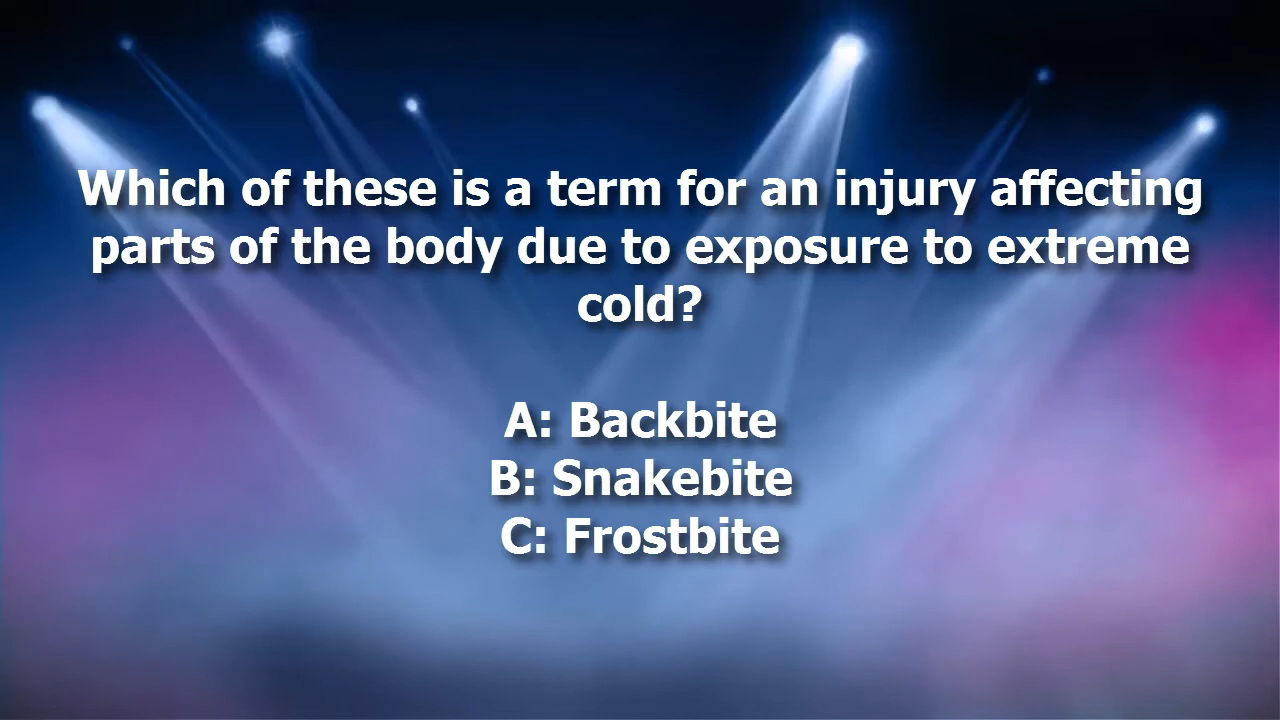 Which of these is a term for an injury affecting
parts of the body due to exposure to extreme
cold?
A: Backbite
B: Snakebite
C: Frostbite